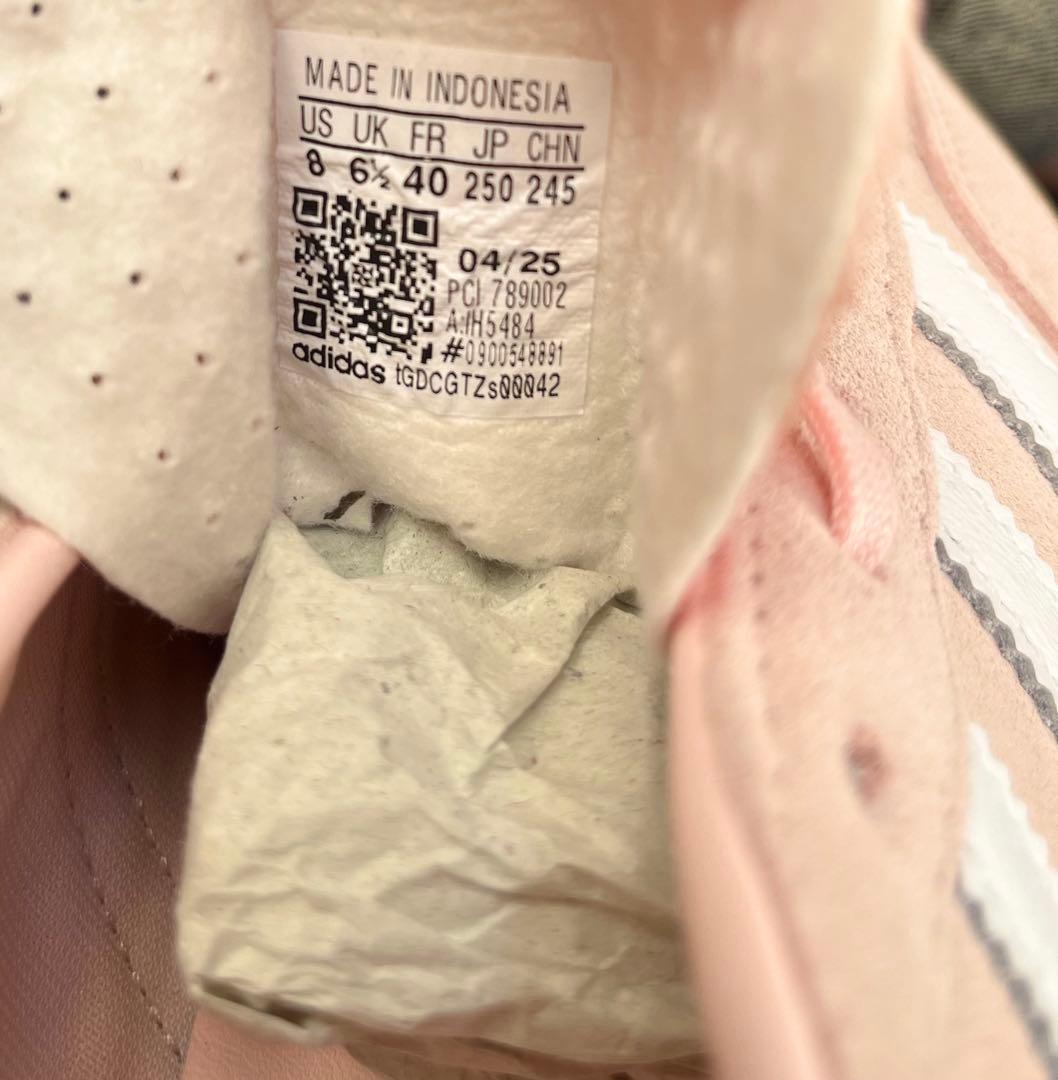 MADE IN INDONESIA
US UK FR JP CHN
8 6½ 40 250 245
04/25
PCI 789002
A:IH5484
#0900548891
adidas tGDCGTZs00042